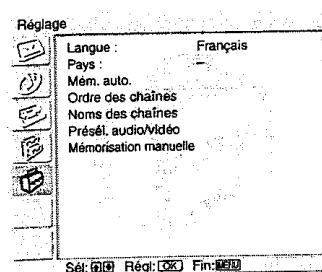 Réglage
Langue : Français
Pays : –
Mém. auto.
Ordre des chaînes
Noms des chaînes
Présél. audio/vidéo
Mémorisation manuelle
Sél: Régl: OK Fin: MENU